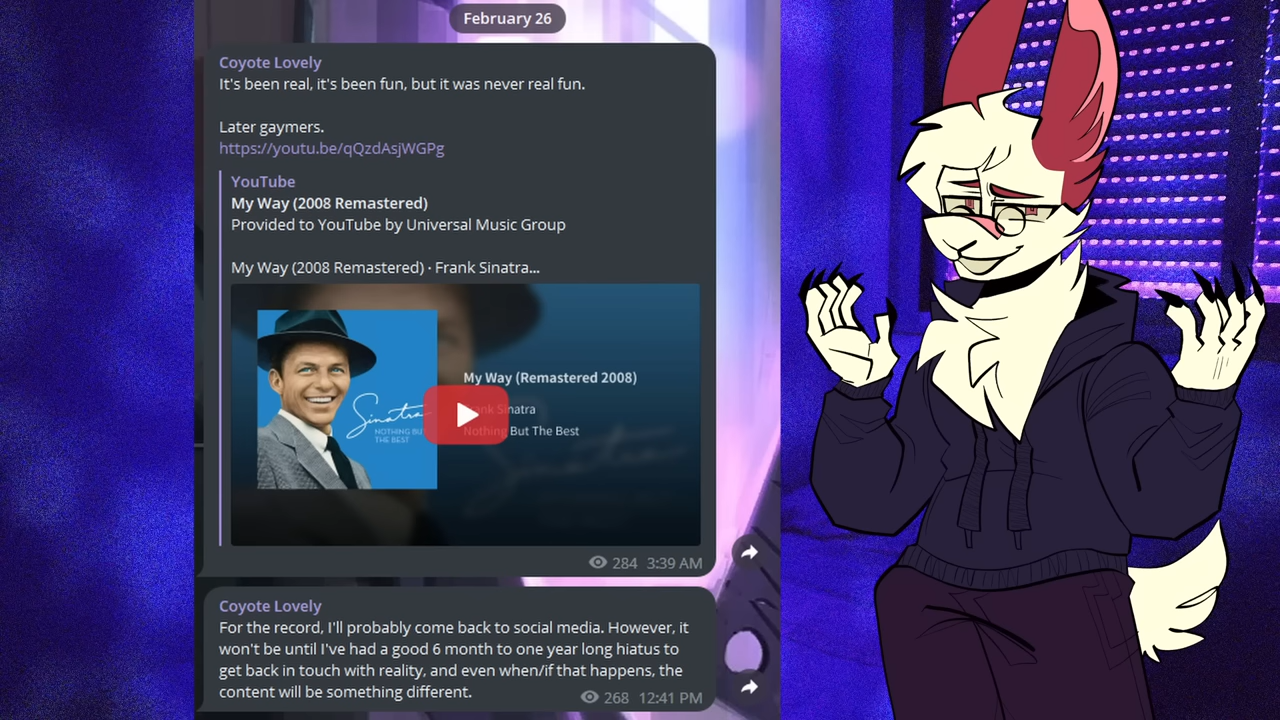 February 26
Coyote Lovely
It's been real, it's been fun, but it was never real fun.
Later gaymers.
https://youtu.be/qQzdAsjWGPg
YouTube
My Way (2008 Remastered)
Provided to YouTube by Universal Music Group
My Way (2008 Remastered) · Frank Sinatra...
Sinatra
NOTHING BUT
THE BEST
My Way (Remastered 2008)
Frank Sinatra
Nothing But The Best
284 3:39 AM
Coyote Lovely
For the record, I'll probably come back to social media. However, it
won't be until I've had a good 6 month to one year long hiatus to
get back in touch with reality, and even when/if that happens, the
content will be something different.
268 12:41 PM